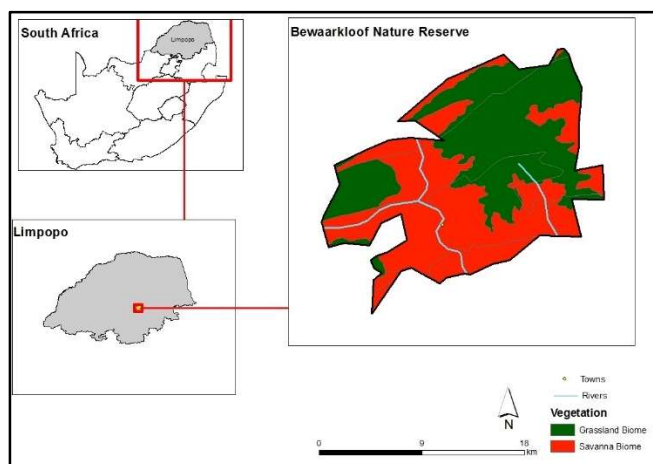 South Africa
Limpopo
Bewaarkloof Nature Reserve
Limpopo
Towns
Rivers
Vegetation
Grassland Biome
Savanna Biome
N
0 9 18
km